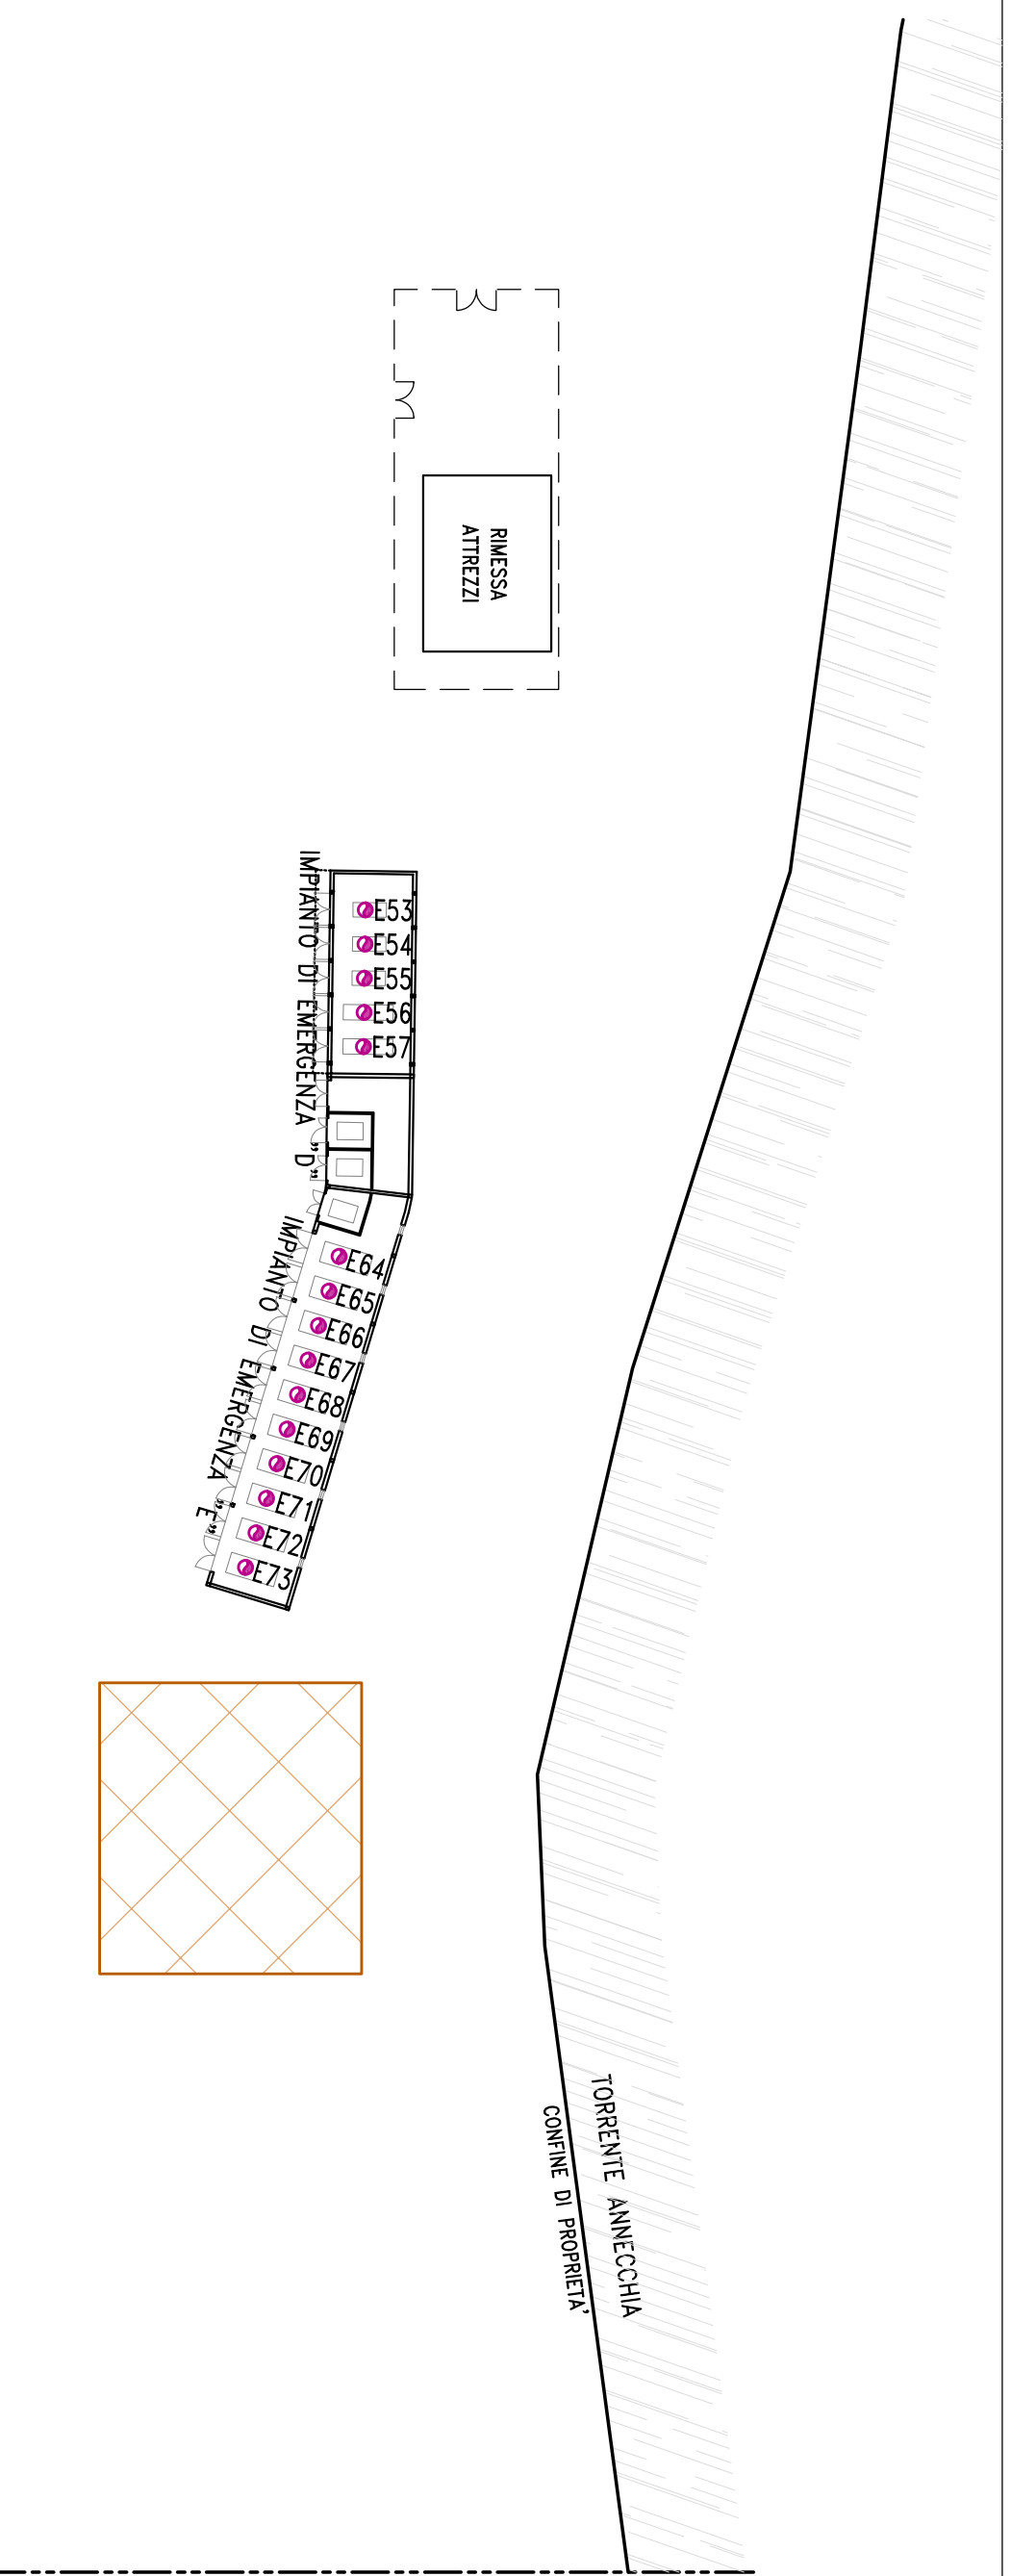 RIMESSA
ATTREZZI
IMPIANTO DI EMERGENZA "D"
E53
E54
E55
E56
E57
IMPIANTO DI EMERGENZA "E"
E64
E65
E66
E67
E68
E69
E70
E71
E72
E73
TORRENTE ANNECCHIA
CONFINE DI PROPRIETA'